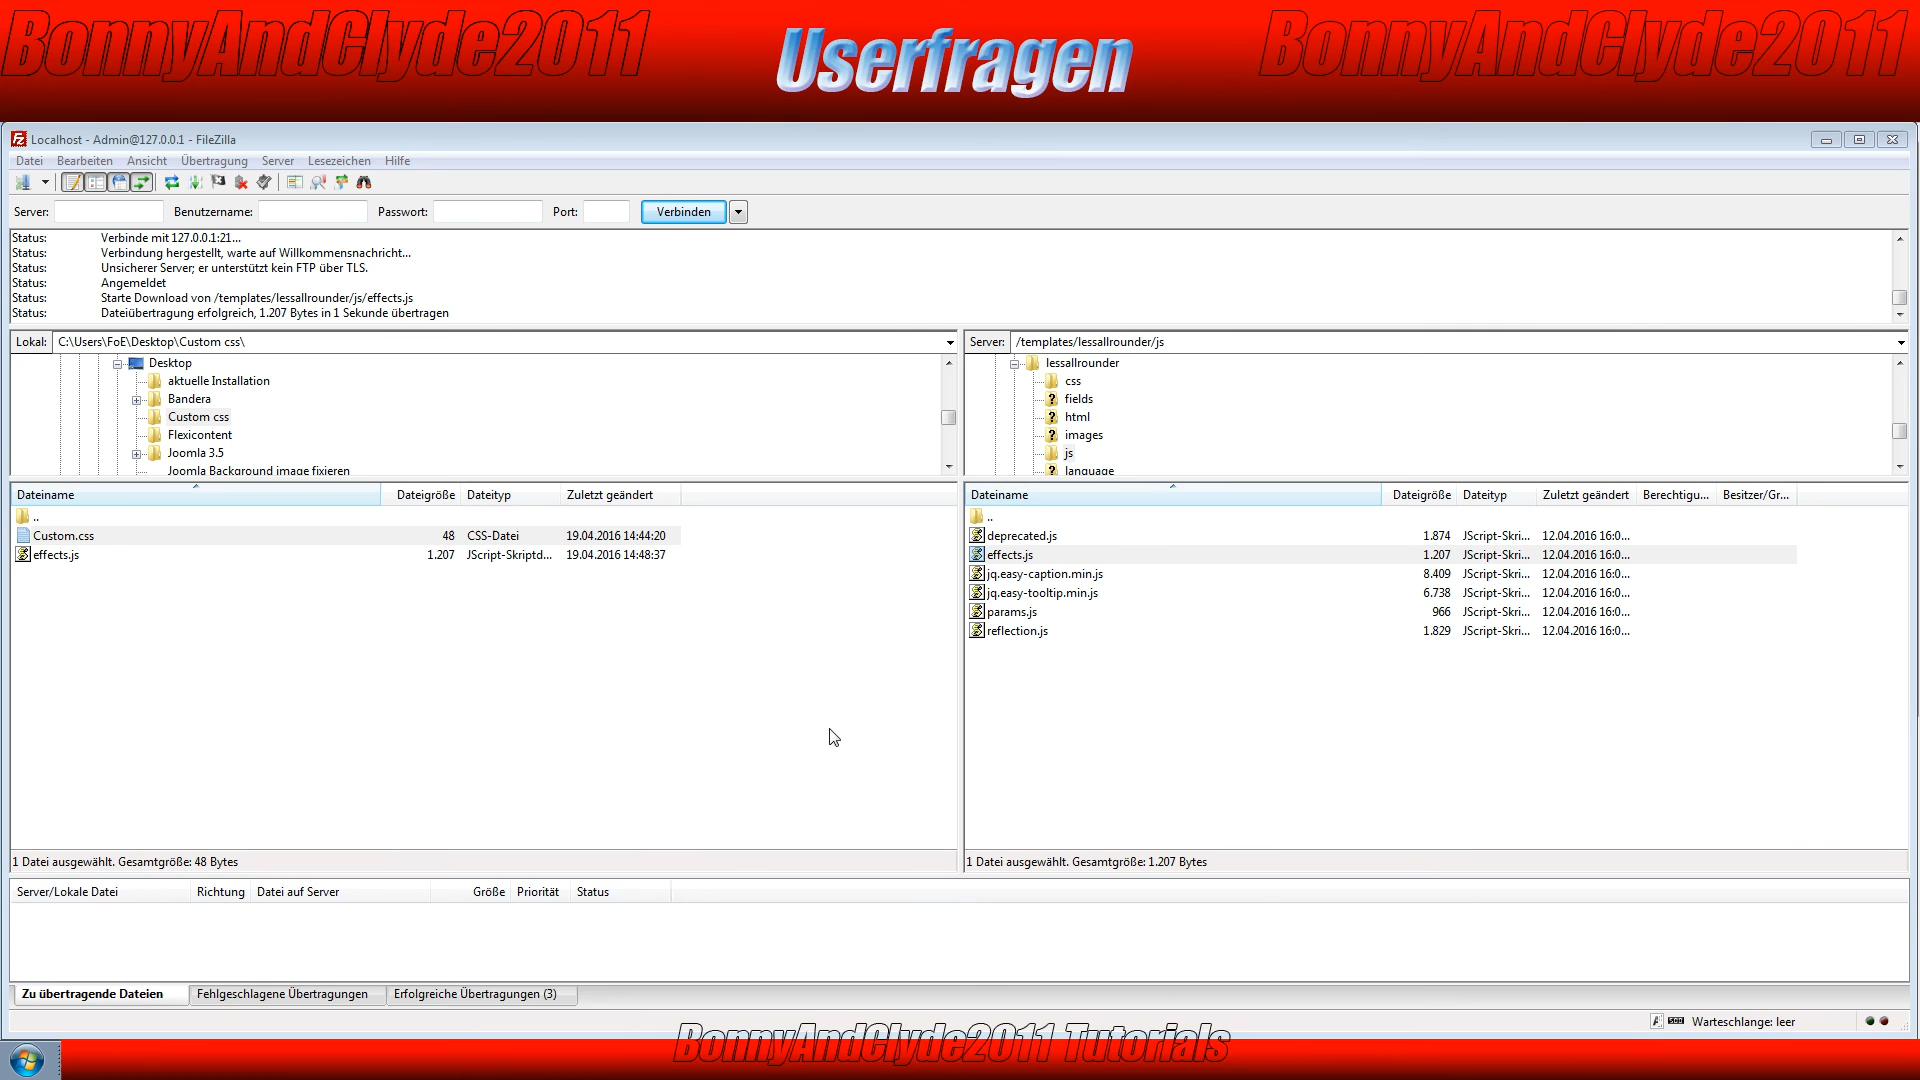 BonnyAndClyde2011
Userfragen
BonnyAndClyde2011
Localhost - Admin@127.0.0.1 - FileZilla
Datei Bearbeiten Ansicht Übertragung Server Lesezeichen Hilfe
Server: Benutzername: Passwort: Port: Verbinden
Status: Verbinde mit 127.0.0.1:21...
Status: Verbindung hergestellt, warte auf Willkommensnachricht...
Status: Unsicherer Server; er unterstützt kein FTP über TLS.
Status: Angemeldet
Status: Starte Download von /templates/lessallrounder/js/effects.js
Status: Dateiübertragung erfolgreich, 1.207 Bytes in 1 Sekunde übertragen
Lokal: C:\Users\FoE\Desktop\Custom css\
Desktop
aktuelle Installation
Bandera
Custom css
Flexicontent
Joomla 3.5
Joomla Background image fixieren
Server: /templates/lessallrounder/js
lessallrounder
css
fields
html
images
js
language
Dateiname Dateigröße Dateityp Zuletzt geändert
..
Custom.css 48 CSS-Datei 19.04.2016 14:44:20
effects.js 1.207 JScript-Skriptd... 19.04.2016 14:48:37
1 Datei ausgewählt. Gesamtgröße: 48 Bytes
Dateiname Dateigröße Dateityp Zuletzt geändert Berechtigu... Besitzer/Gr...
..
deprecated.js 1.874 JScript-Skri... 12.04.2016 16:0...
effects.js 1.207 JScript-Skri... 12.04.2016 16:0...
jq.easy-caption.min.js 8.409 JScript-Skri... 12.04.2016 16:0...
jq.easy-tooltip.min.js 6.738 JScript-Skri... 12.04.2016 16:0...
params.js 966 JScript-Skri... 12.04.2016 16:0...
reflection.js 1.829 JScript-Skri... 12.04.2016 16:0...
1 Datei ausgewählt. Gesamtgröße: 1.207 Bytes
Server/Lokale Datei Richtung Datei auf Server Größe Priorität Status
Zu übertragende Dateien Fehlgeschlagene Übertragungen Erfolgreiche Übertragungen (3)
Warteschlange: leer
BonnyAndClyde2011 Tutorials